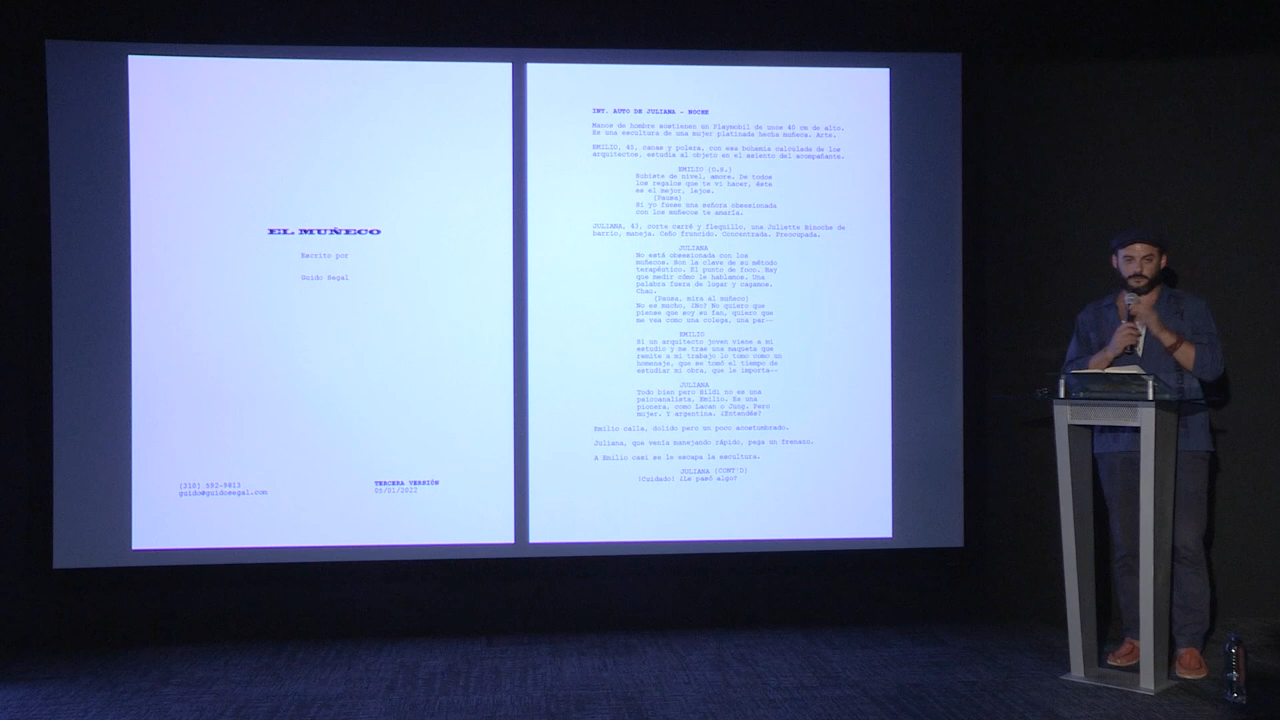 EL MUÑECO
Escrito por
Guido Segal
(310) 592-9813
guido@guidosegal.com
TERCERA VERSIÓN
05/01/2022
INT. AUTO DE JULIANA - NOCHE
Manos de hombre sostienen un Playmobil de unos 40 cm de alto.
Es una escultura de una mujer platinada hecha muñeca. Arte.
EMILIO, 45, canas y polera, con esa bohemia calculada de los
arquitectos, estudia al objeto en el asiento del acompañante.
EMILIO (O.S.)
Subiste de nivel, amore. De todos
los regalos que te vi hacer, éste
es el mejor, lejos.
(Pausa)
Si yo fuese una señora obsesionada
con los muñecos te amaría.
JULIANA, 43, corte carré y flequillo, una Juliette Binoche de
barrio, maneja. Ceño fruncido. Concentrada. Preocupada.
JULIANA
No está obsesionada con los
muñecos. Son la clave de su método
terapéutico. El punto de foco. Hay
que medir cómo le hablamos. Una
palabra fuera de lugar y cagamos.
Chau.
(Pausa, mira al muñeco)
No es mucho, ¿No? No quiero que
piense que soy su fan, quiero que
me vea como una colega, una par--
EMILIO
Si un arquitecto joven viene a mi
estudio y me trae una maqueta que
remite a mi trabajo lo tomo como un
homenaje, que se tomó el tiempo de
estudiar mi obra, que le importa--
JULIANA
Todo bien pero Hildi no es una
psicoanalista, Emilio. Es una
pionera, como Lacan o Jung. Pero
mujer. Y argentina. ¿Entendés?
Emilio calla, dolido pero un poco acostumbrado.
Juliana, que venía manejando rápido, pega un frenazo.
A Emilio casi se le escapa la escultura.
JULIANA (CONT'D)
¡Cuidado! ¿Le pasó algo?